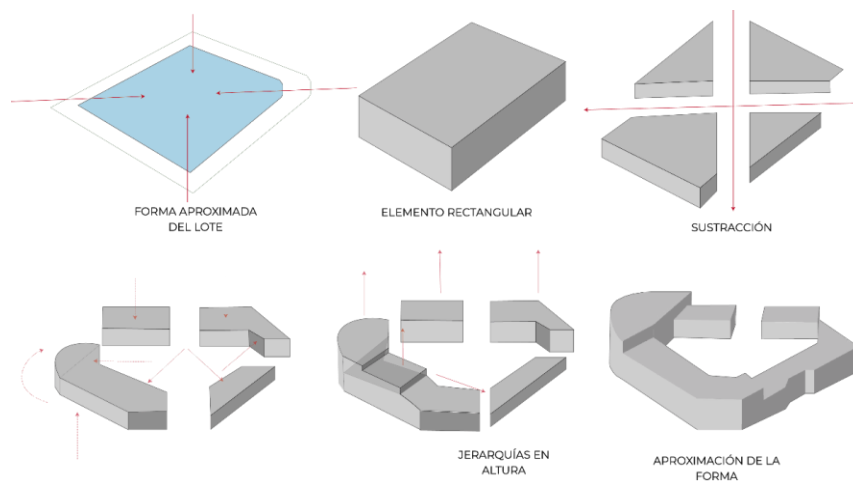 FORMA APROXIMADA
DEL LOTE
ELEMENTO RECTANGULAR
SUSTRACCIÓN
JERARQUÍAS EN
ALTURA
APROXIMACIÓN DE LA
FORMA